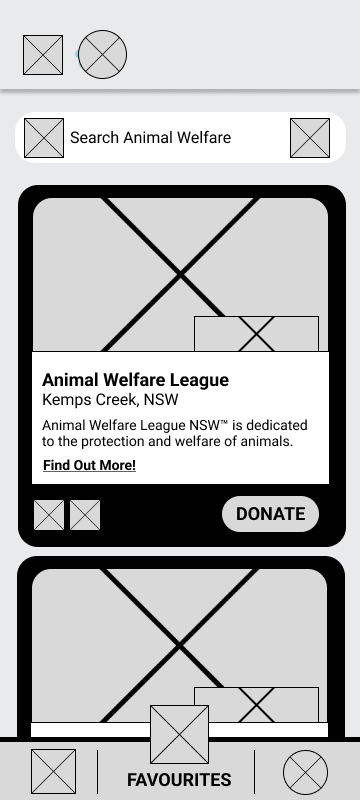 Search Animal Welfare
Animal Welfare League
Kemps Creek, NSW
Animal Welfare League NSW™ is dedicated
to the protection and welfare of animals.
Find Out More!
DONATE
FAVOURITES